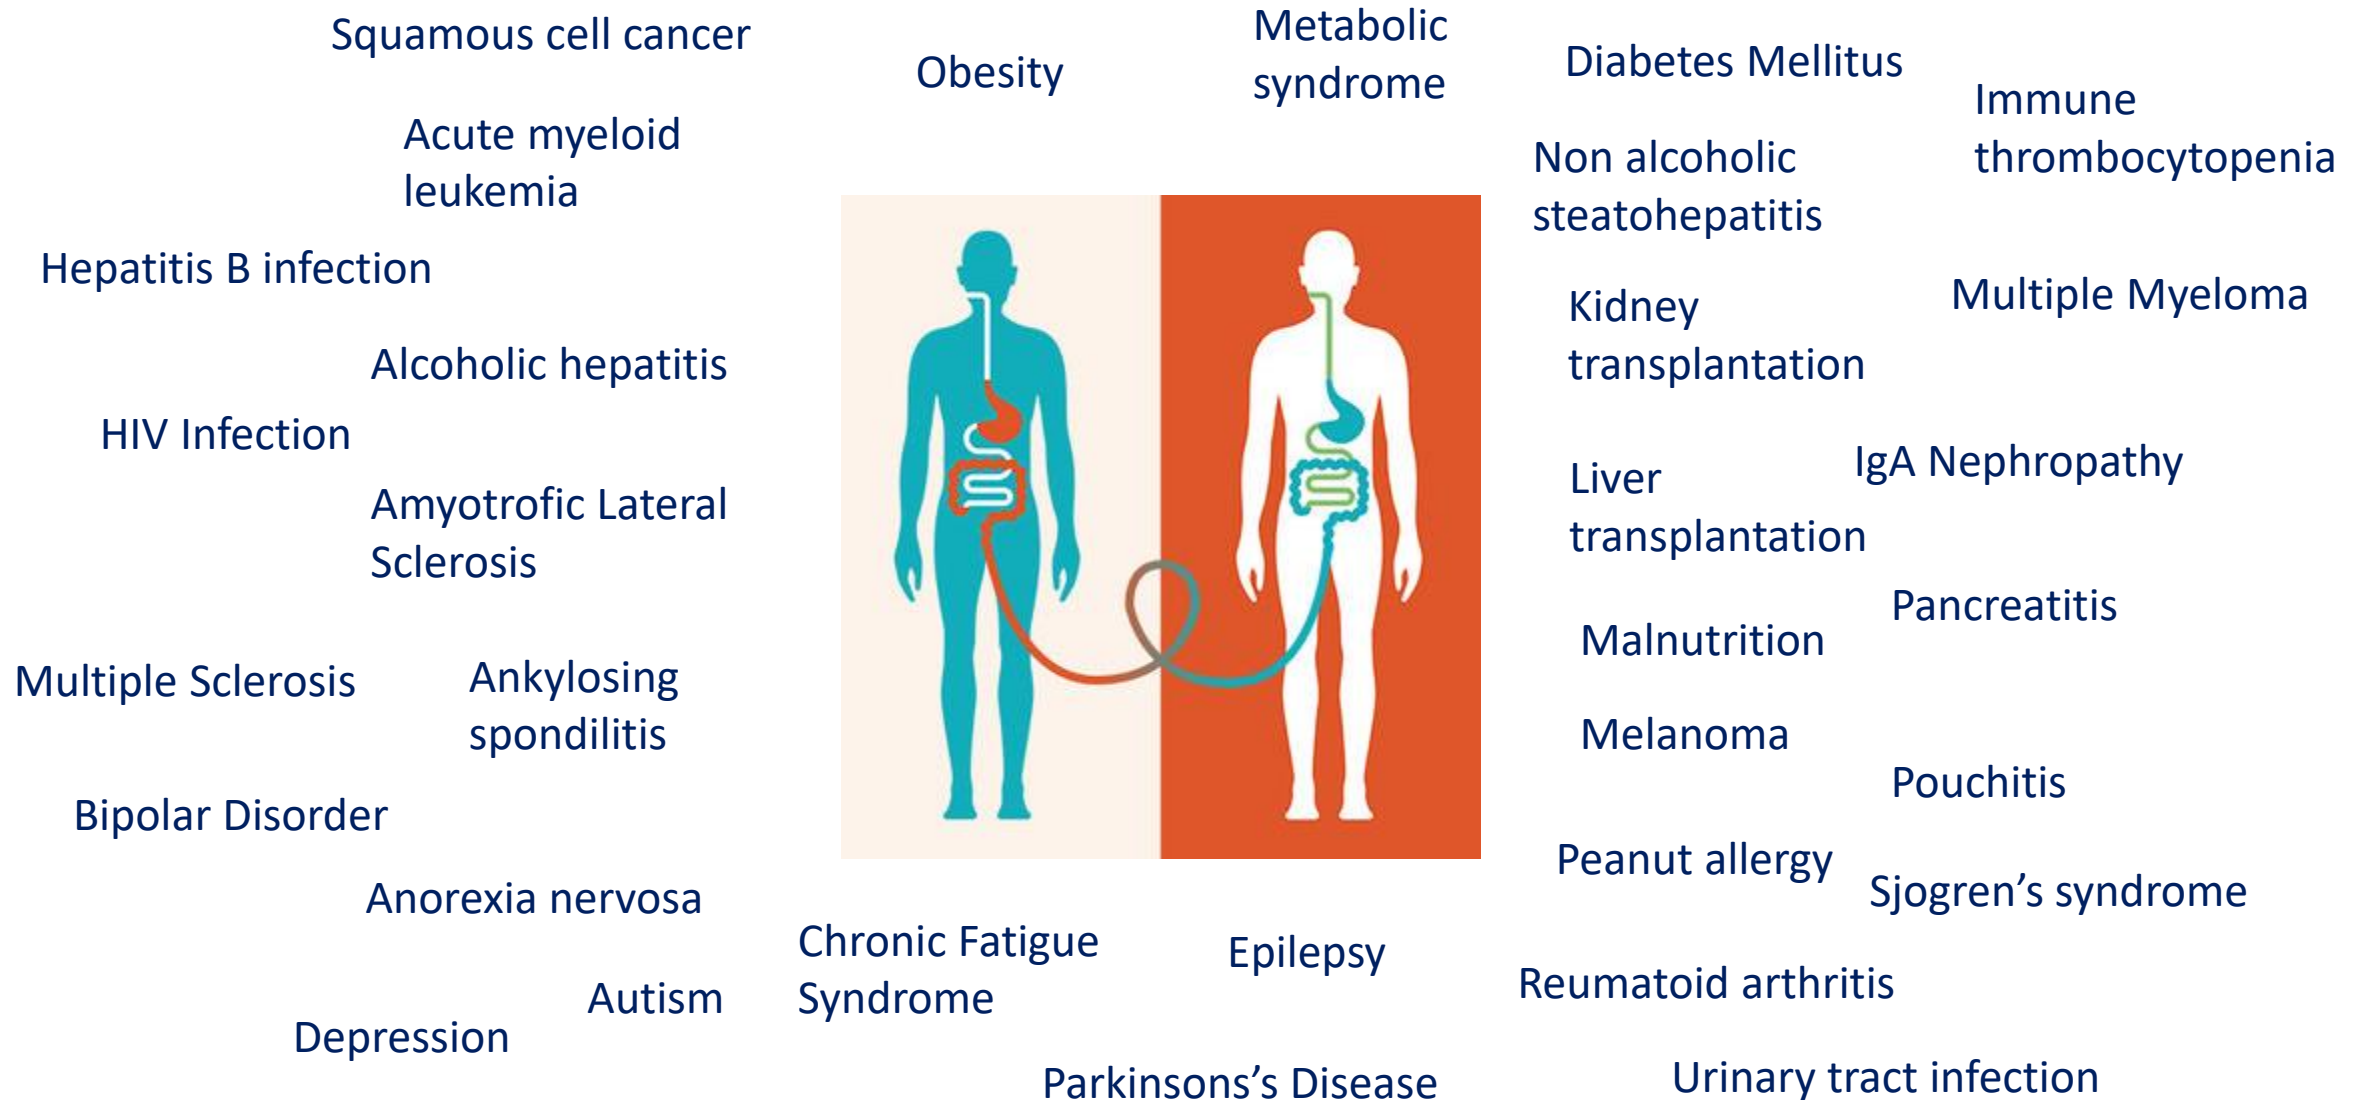 Squamous cell cancer
Obesity
Metabolic
syndrome
Diabetes Mellitus
Immune
thrombocytopenia
Acute myeloid
leukemia
Non alcoholic
steatohepatitis
Hepatitis B infection
Kidney
transplantation
Multiple Myeloma
Alcoholic hepatitis
HIV Infection
Liver
transplantation
IgA Nephropathy
Amyotrofic Lateral
Sclerosis
Pancreatitis
Malnutrition
Multiple Sclerosis
Ankylosing
spondilitis
Melanoma
Pouchitis
Bipolar Disorder
Peanut allergy
Sjogren’s syndrome
Anorexia nervosa
Chronic Fatigue
Syndrome
Epilepsy
Reumatoid arthritis
Autism
Depression
Parkinsons’s Disease
Urinary tract infection